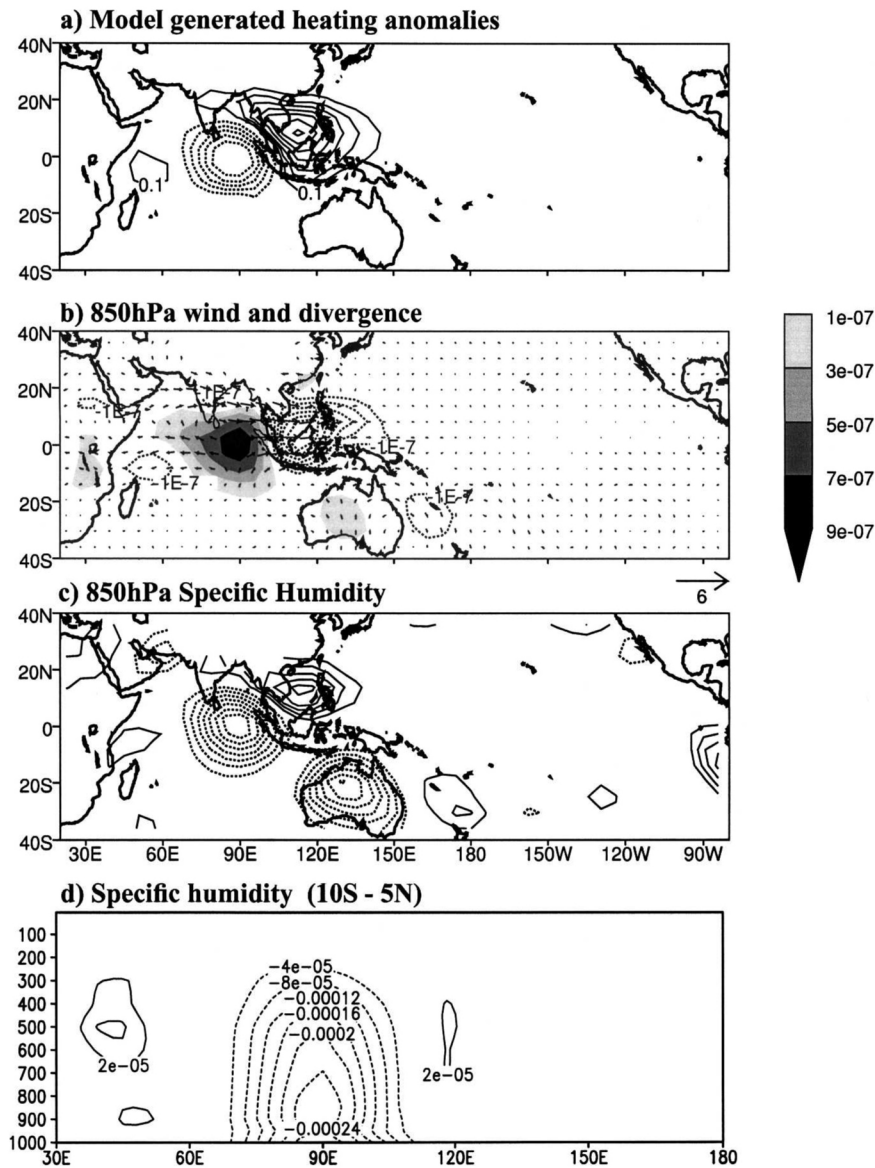 a) Model generated heating anomalies
40N
20N
0
20S
40S
0.1
0.1
b) 850hPa wind and divergence
40N
20N
0
20S
40S
1E-7
1E-7
-1E-7
-1E-7
1E-7
1e-07
3e-07
5e-07
7e-07
9e-07
6
c) 850hPa Specific Humidity
40N
20N
0
20S
40S
30E 60E 90E 120E 150E 180 150W 120W 90W
d) Specific humidity (10S - 5N)
100
200
300
400
500
600
700
800
900
1000
-4e-05
-8e-05
-0.00012
-0.00016
-0.0002
2e-05
2e-05
-0.00024
30E 60E 90E 120E 150E 180